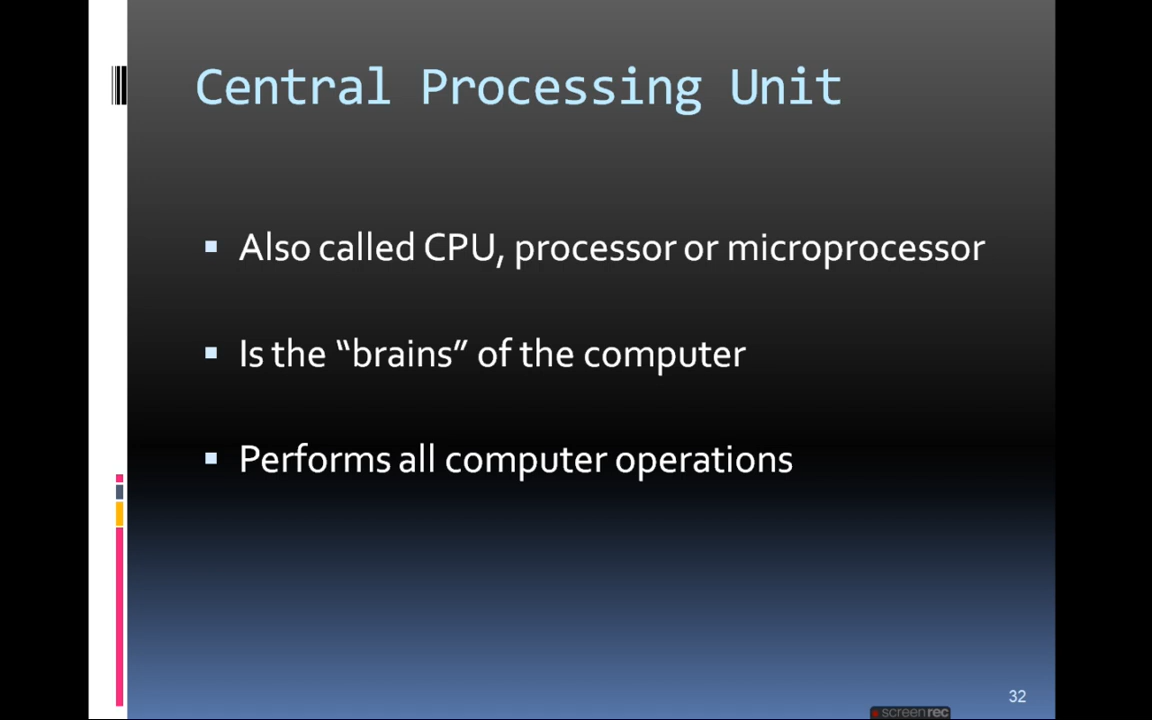 Central Processing Unit
Also called CPU, processor or microprocessor
Is the “brains” of the computer
Performs all computer operations
32
screenrec